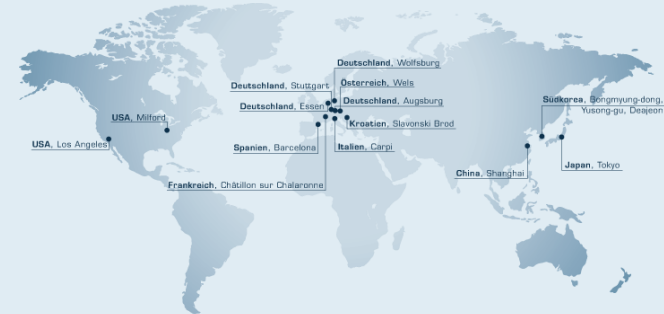 Deutschland, Wolfsburg
Deutschland, Stuttgart
Österreich, Wels
Deutschland, Essen
Deutschland, Augsburg
Südkorea, Bongmyung-dong,
Yusong-gu, Deajeon
USA, Milford
Kroatien, Slavonski Brod
USA, Los Angeles
Spanien, Barcelona
Italien, Carpi
Japan, Tokyo
China, Shanghai
Frankreich, Châtillon sur Chalaronne